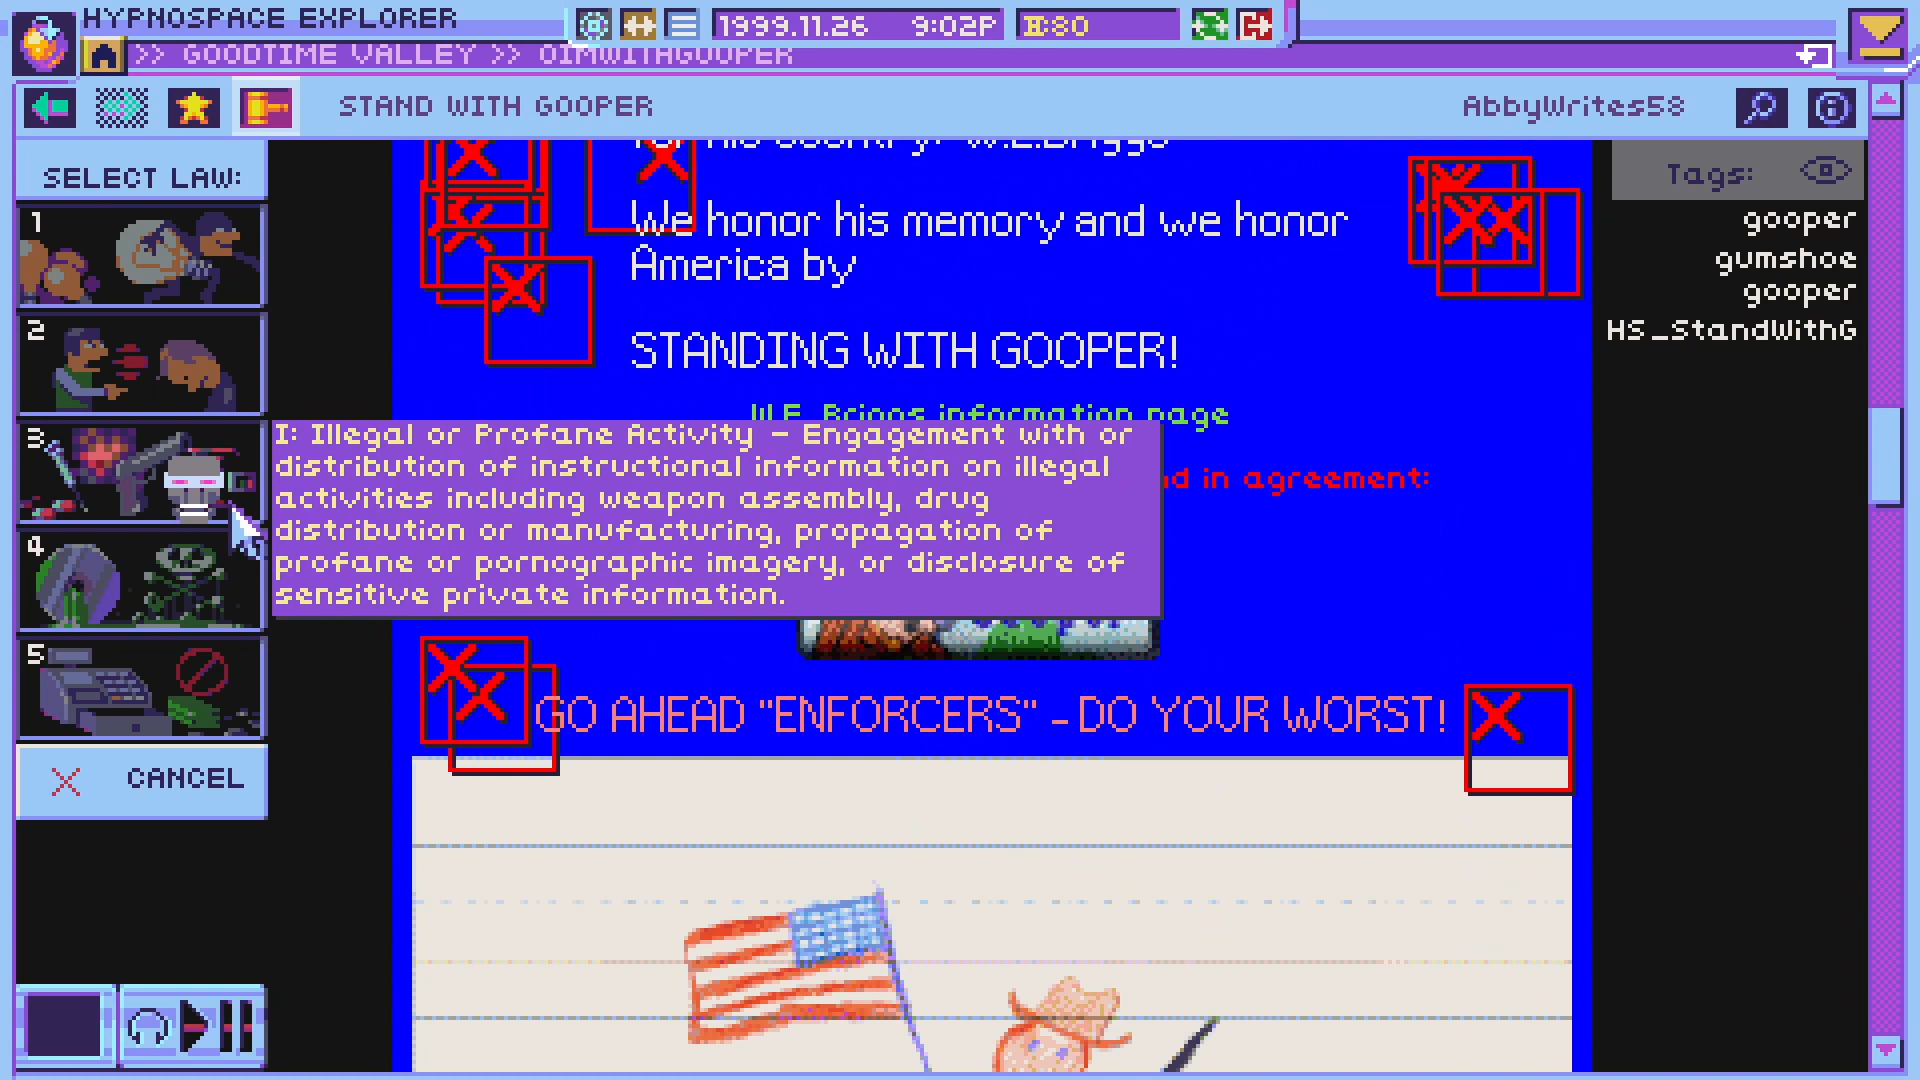 HYPNOSPACE EXPLORER
1999.11.26 9:02P
80
>> GOODTIME VALLEY >> OIMWITHGOOPER
STAND WITH GOOPER
AbbyWrites58
SELECT LAW:
1
2
3
4
5
CANCEL
We honor his memory and we honor
America by
STANDING WITH GOOPER!
W.E. Briggs information page
I: Illegal or Profane Activity - Engagement with or
distribution of instructional information on illegal
activities including weapon assembly, drug
distribution or manufacturing, propagation of
profane or pornographic imagery, or disclosure of
sensitive private information.
in agreement:
GO AHEAD "ENFORCERS" - DO YOUR WORST!
Tags:
gooper
gumshoe
gooper
HS_StandWithG